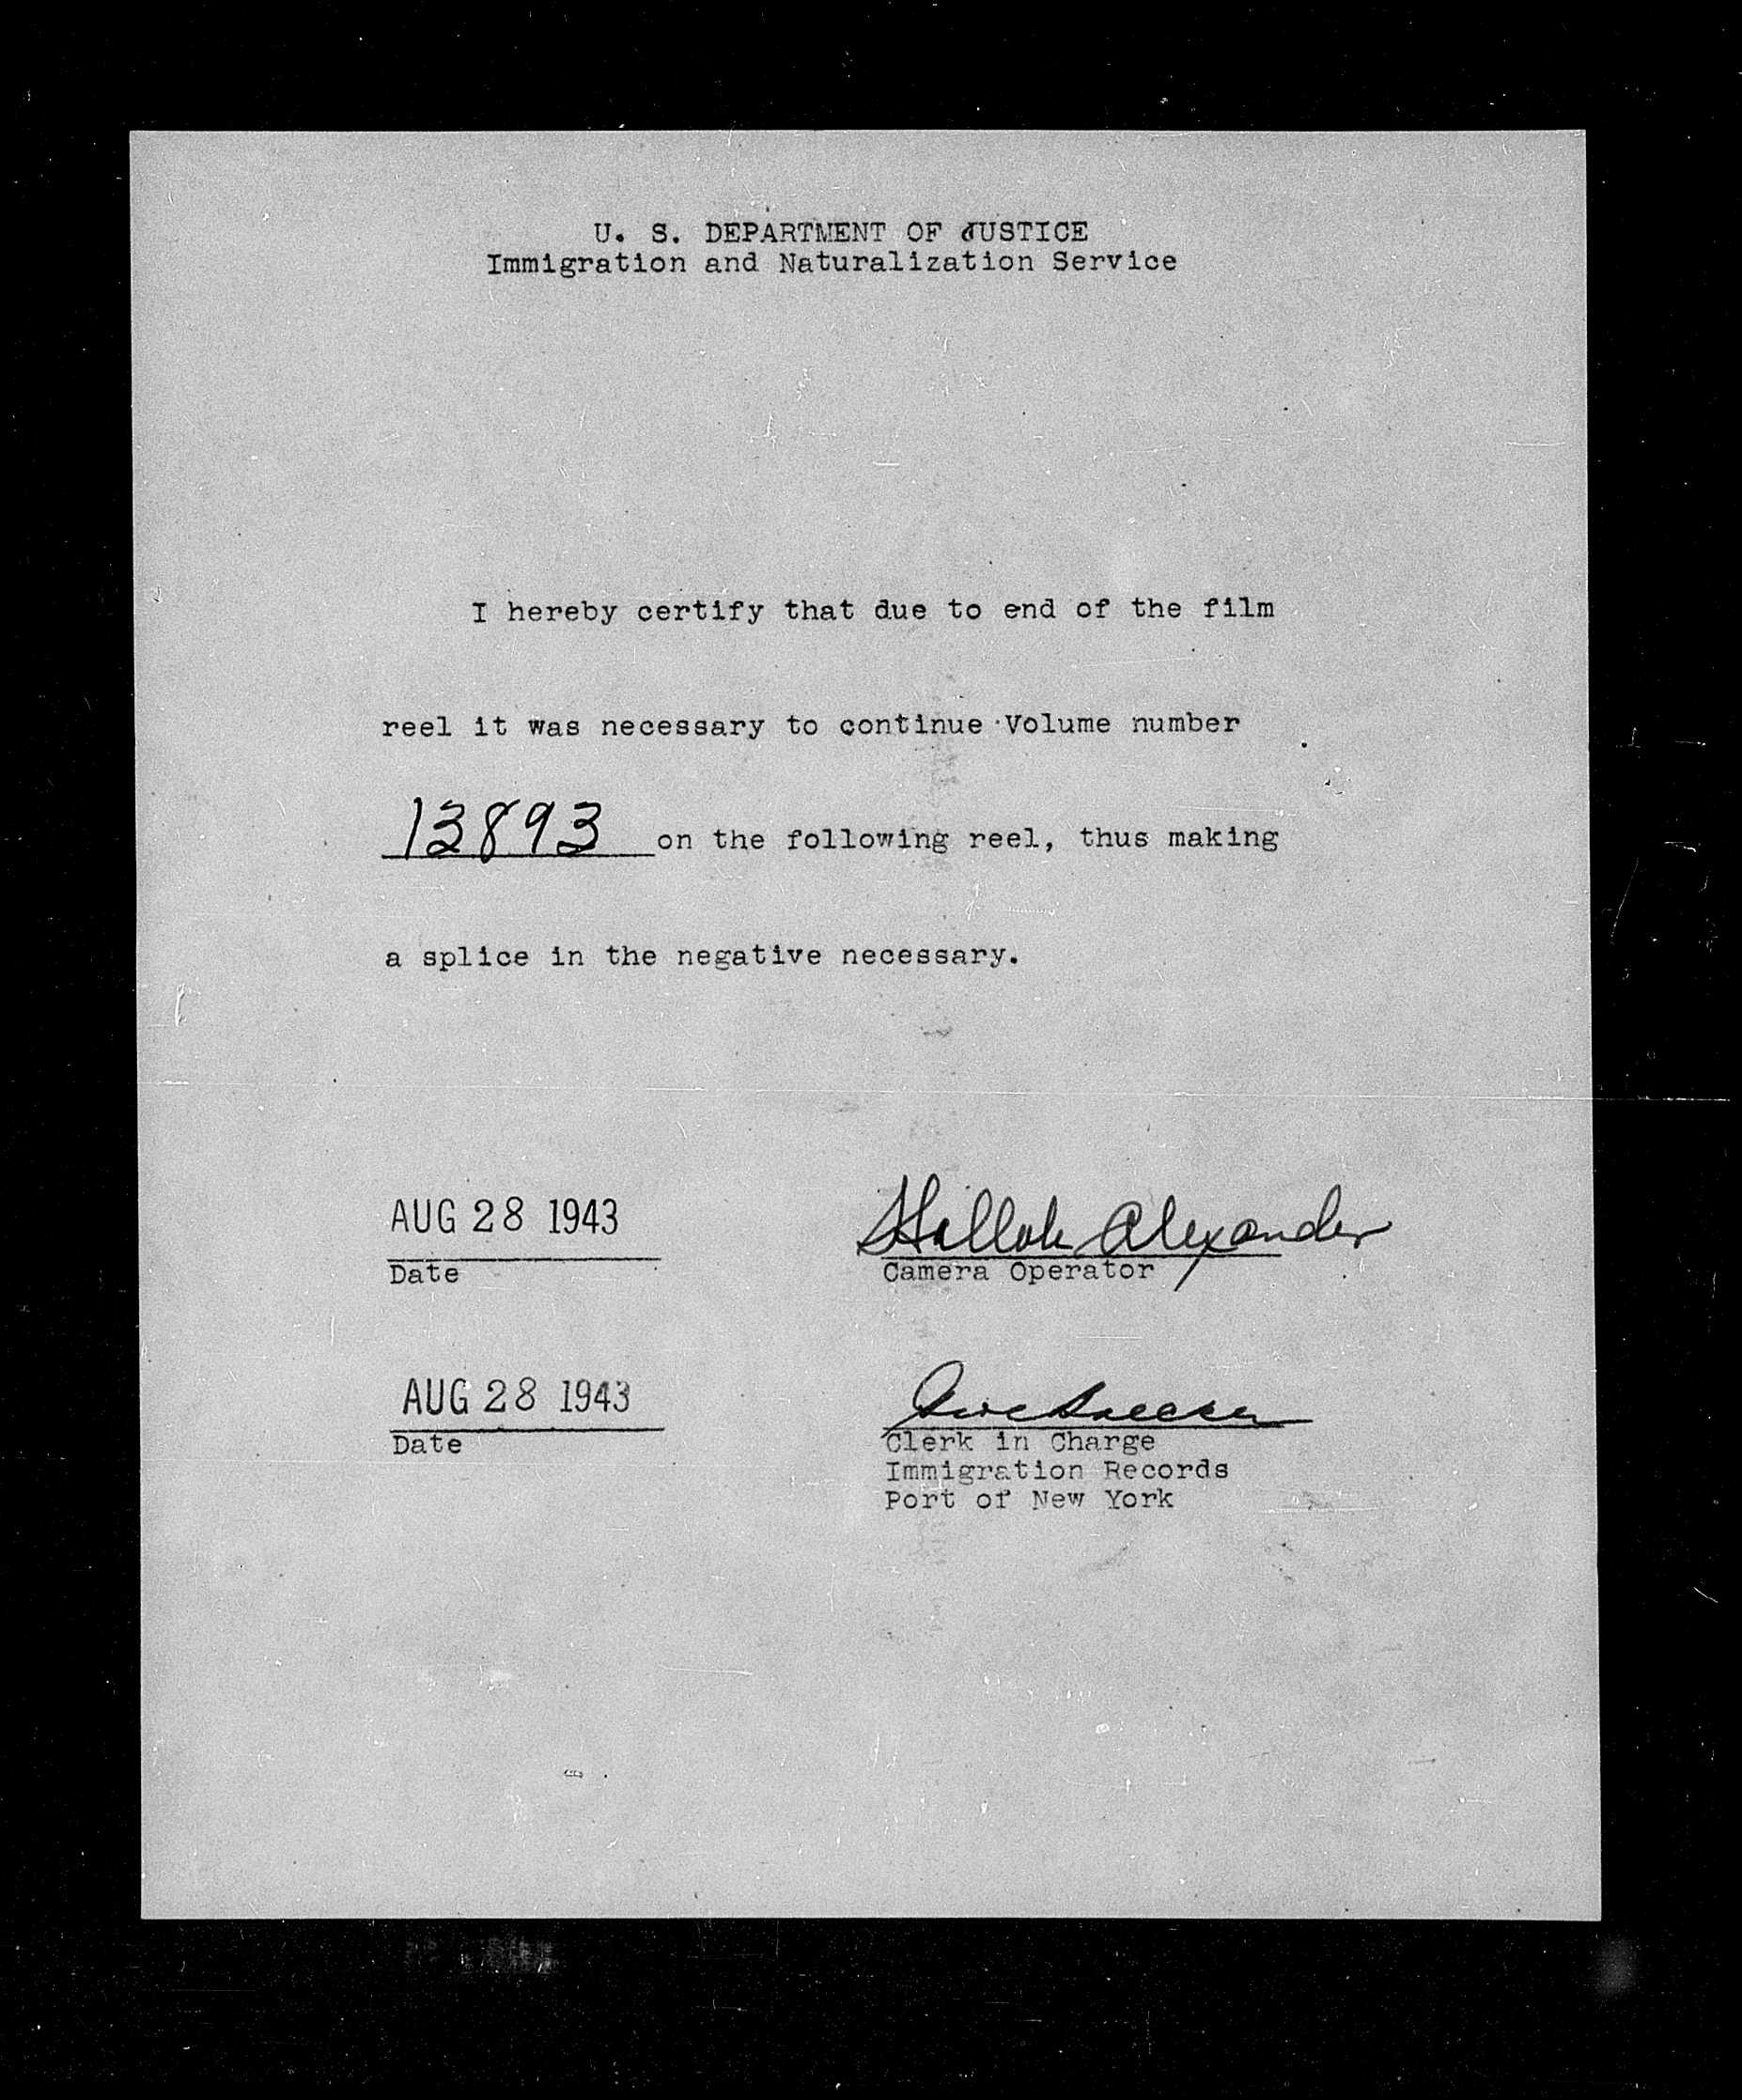 U. S. DEPARTMENT OF JUSTICE
Immigration and Naturalization Service
I hereby certify that due to end of the film
reel it was necessary to continue Volume number
13893 on the following reel, thus making
a splice in the negative necessary.
AUG 28 1943
Alexander
Date
Camera Operator
AUG 28 1943
Date
Clerk in Charge
Immigration Records
Port of New York